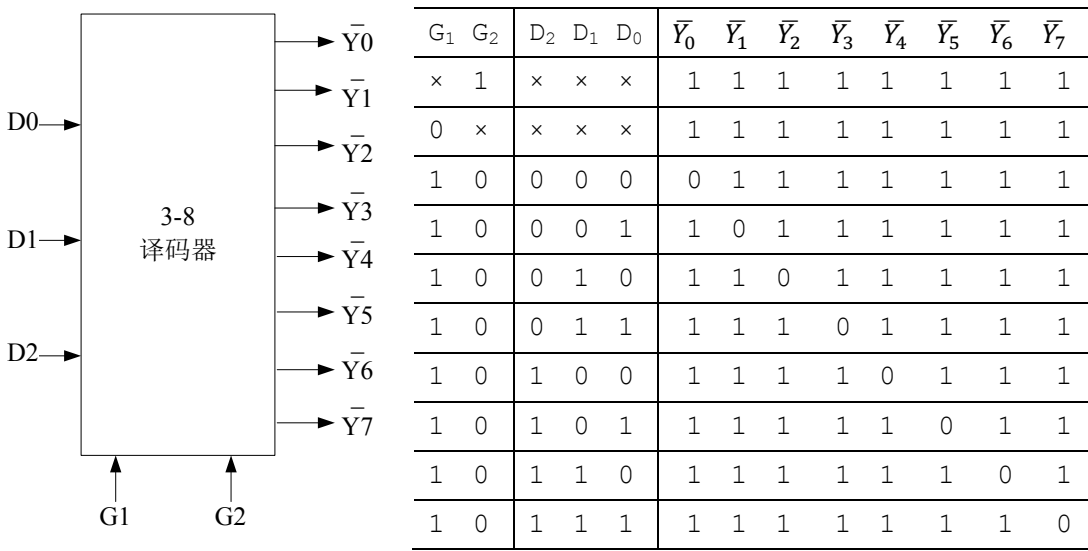 D0
D1
D2
3-8
译码器
G1 G2
Y̅0
Y̅1
Y̅2
Y̅3
Y̅4
Y̅5
Y̅6
Y̅7
G₁ G₂ D₂ D₁ D₀ Y̅₀ Y̅₁ Y̅₂ Y̅₃ Y̅₄ Y̅₅ Y̅₆ Y̅₇
× 1 × × × 1 1 1 1 1 1 1 1
0 × × × × 1 1 1 1 1 1 1 1
1 0 0 0 0 0 1 1 1 1 1 1 1
1 0 0 0 1 1 0 1 1 1 1 1 1
1 0 0 1 0 1 1 0 1 1 1 1 1
1 0 0 1 1 1 1 1 0 1 1 1 1
1 0 1 0 0 1 1 1 1 0 1 1 1
1 0 1 0 1 1 1 1 1 1 0 1 1
1 0 1 1 0 1 1 1 1 1 1 0 1
1 0 1 1 1 1 1 1 1 1 1 1 0